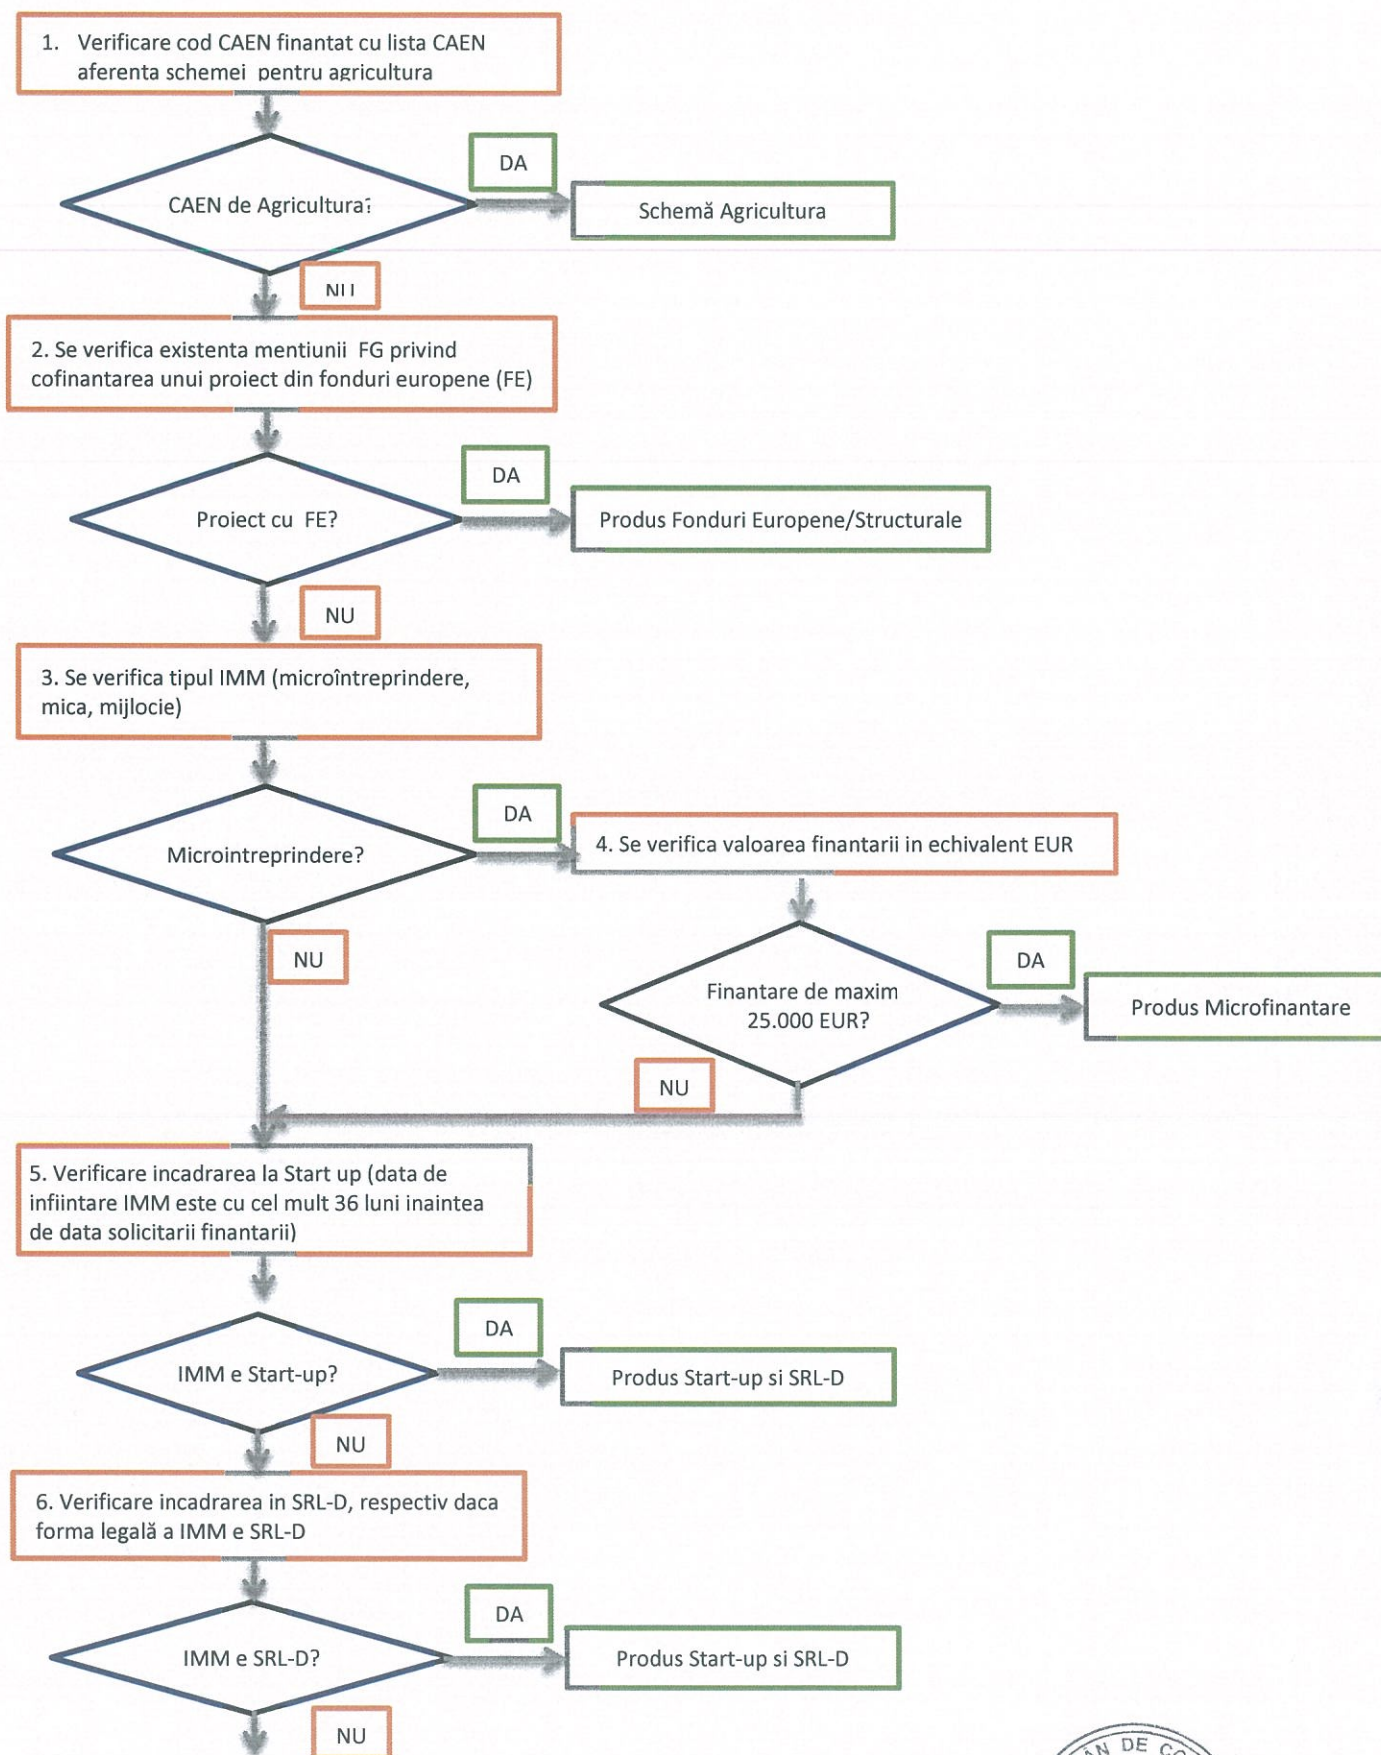 1. Verificare cod CAEN finantat cu lista CAEN
aferenta schemei pentru agricultura
DA
CAEN de Agricultura?
Schemă Agricultura
NU
2. Se verifica existenta mentiunii FG privind
cofinantarea unui proiect din fonduri europene (FE)
DA
Proiect cu FE?
Produs Fonduri Europene/Structurale
NU
3. Se verifica tipul IMM (microîntreprindere,
mica, mijlocie)
DA
Microintreprindere?
4. Se verifica valoarea finantarii in echivalent EUR
NU
DA
Finantare de maxim
25.000 EUR?
Produs Microfinantare
NU
5. Verificare incadrarea la Start up (data de
infiintare IMM este cu cel mult 36 luni inaintea
de data solicitarii finantarii)
DA
IMM e Start-up?
Produs Start-up si SRL-D
NU
6. Verificare incadrarea in SRL-D, respectiv daca
forma legală a IMM e SRL-D
DA
IMM e SRL-D?
Produs Start-up si SRL-D
NU
DE